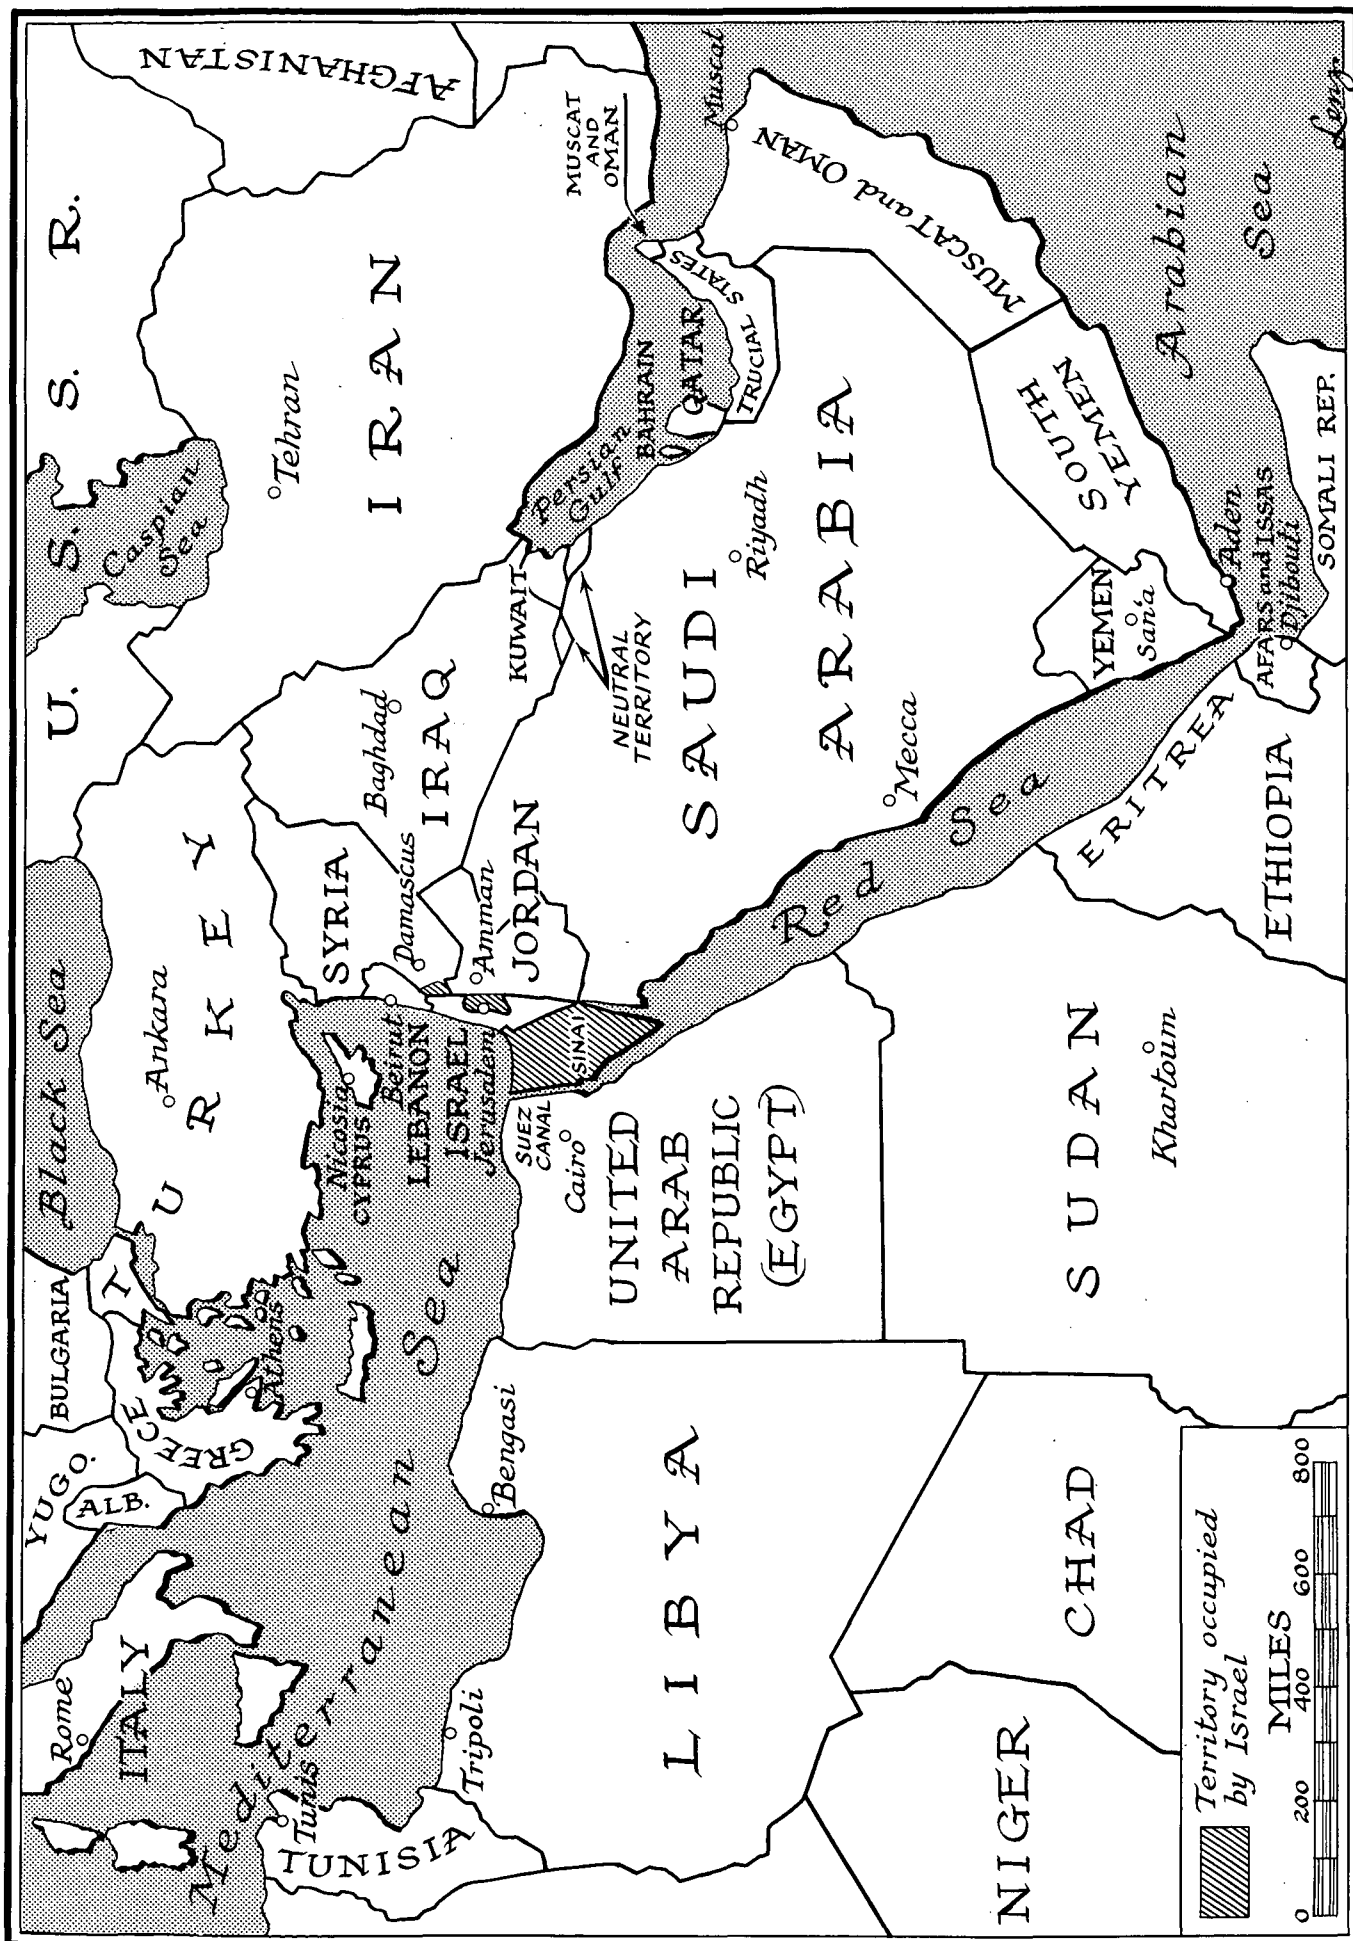 U. S. S. R.
AFGHANISTAN
Black Sea
Caspian
Sea
BULGARIA
YUGO.
ALB.
GREECE
T
TURKEY
Ankara
Athens
Rome
ITALY
Tehran
IRAN
Mediterranean Sea
Nicosia
CYPRUS
Beirut
LEBANON
ISRAEL
Jerusalem
SYRIA
Damascus
Baghdad
IRAQ
Amman
JORDAN
KUWAIT
NEUTRAL
TERRITORY
Persian
Gulf
BAHRAIN
QATAR
TRUCIAL STATES
MUSCAT
AND
OMAN
Muscat
MUSCAT and OMAN
Tunis
TUNISIA
Tripoli
Bengasi
LIBYA
SUEZ
CANAL
SINAI
Cairo
UNITED
ARAB
REPUBLIC
(EGYPT)
SAUDI
ARABIA
Riyadh
Mecca
Red Sea
YEMEN
San'a
SOUTH
YEMEN
Aden
Arabian
Sea
NIGER
CHAD
SUDAN
Khartoum
ERITREA
ETHIOPIA
AFARS and ISSAS
Djibouti
SOMALI REP.
Territory occupied
by Israel
MILES
0 200 400 600 800
Lenz